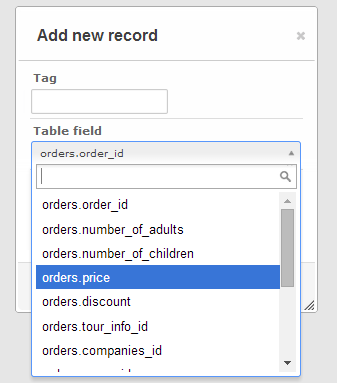 Add new record
Tag
Table field
orders.order_id
orders.order_id
orders.number_of_adults
orders.number_of_children
orders.price
orders.discount
orders.tour_info_id
orders.companies_id